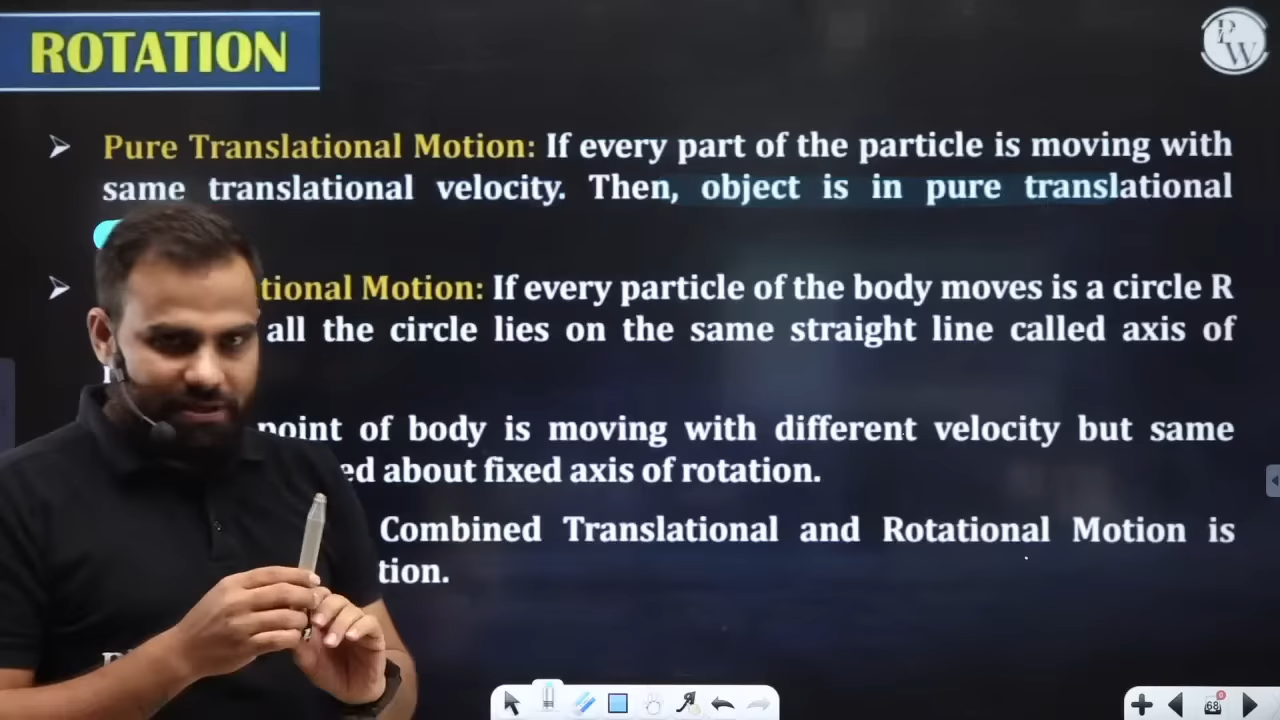 ROTATION
PW
Pure Translational Motion: If every part of the particle is moving with
same translational velocity. Then, object is in pure translational
tional Motion: If every particle of the body moves is a circle R
all the circle lies on the same straight line called axis of
point of body is moving with different velocity but same
ed about fixed axis of rotation.
Combined Translational and Rotational Motion is
tion.
68